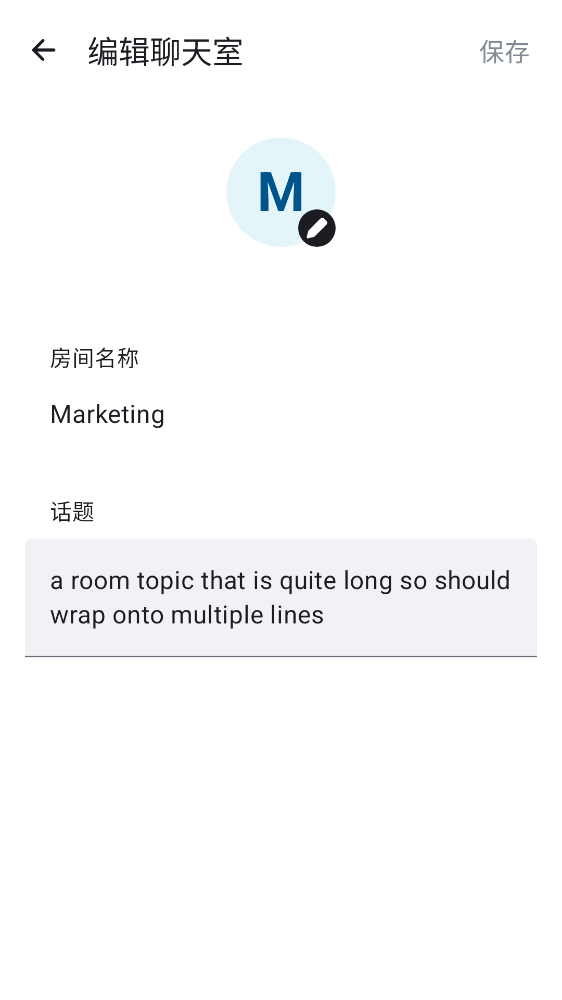 编辑聊天室
保存
M
房间名称
Marketing
话题
a room topic that is quite long so should
wrap onto multiple lines